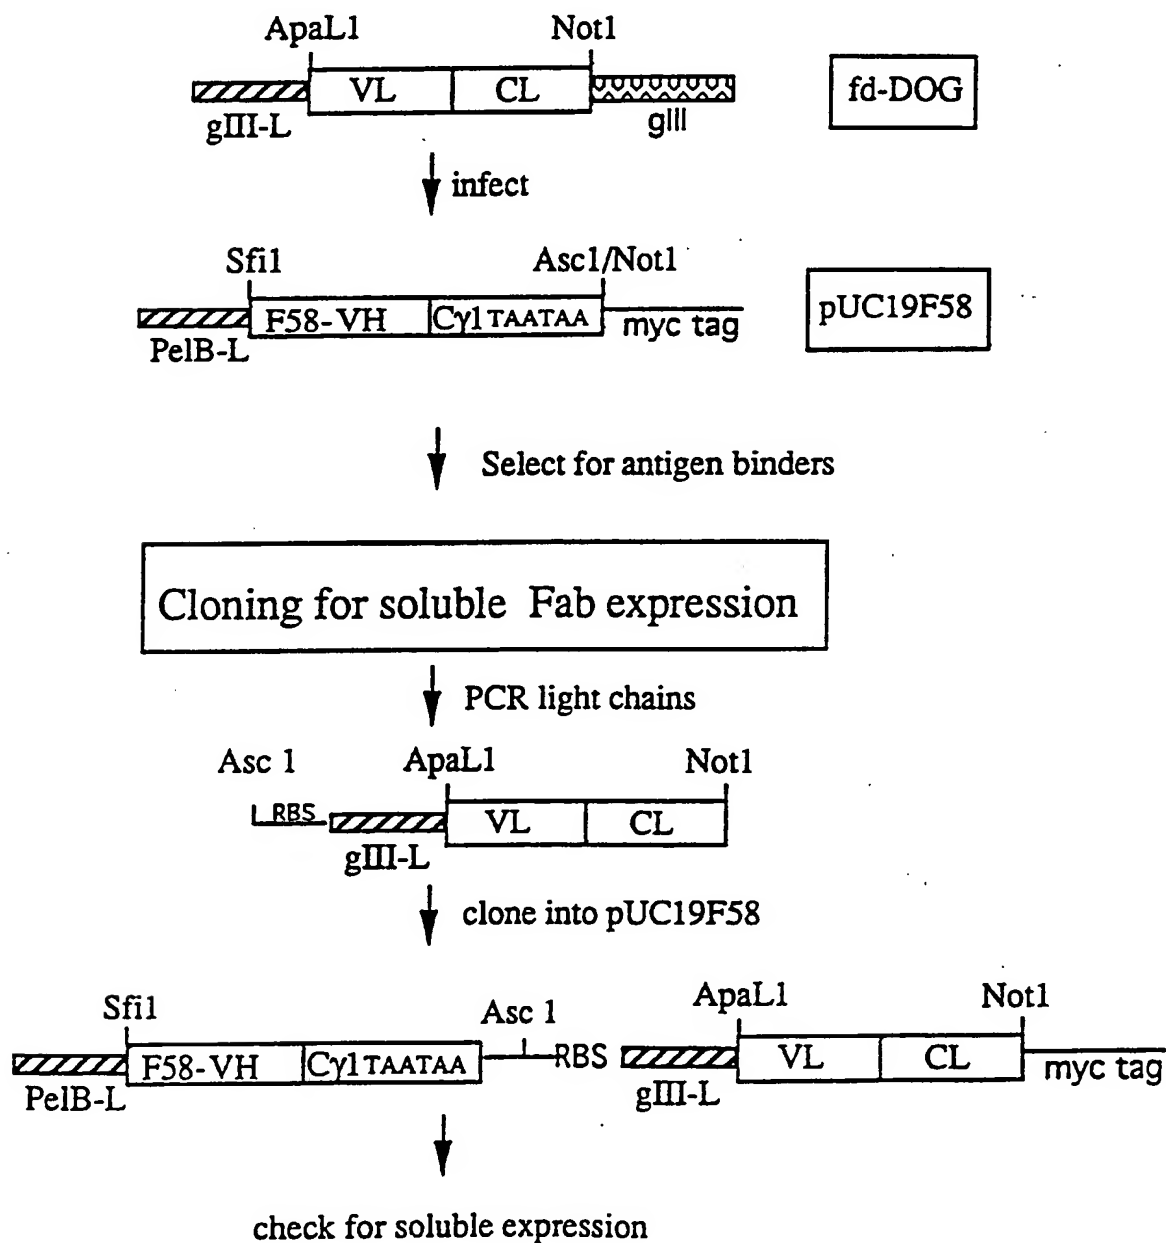 ApaL1 Not1
VL CL
fd-DOG
gIII-L gIII
infect
Sfi1 Asc1/Not1
F58-VH Cγ1 TAATAA
pUC19F58
PelB-L myc tag
Select for antigen binders
Cloning for soluble Fab expression
PCR light chains
Asc 1 ApaL1 Not1
RBS VL CL
gIII-L
clone into pUC19F58
Sfi1 Asc 1 ApaL1 Not1
F58-VH Cγ1 TAATAA RBS VL CL
PelB-L gIII-L myc tag
check for soluble expression